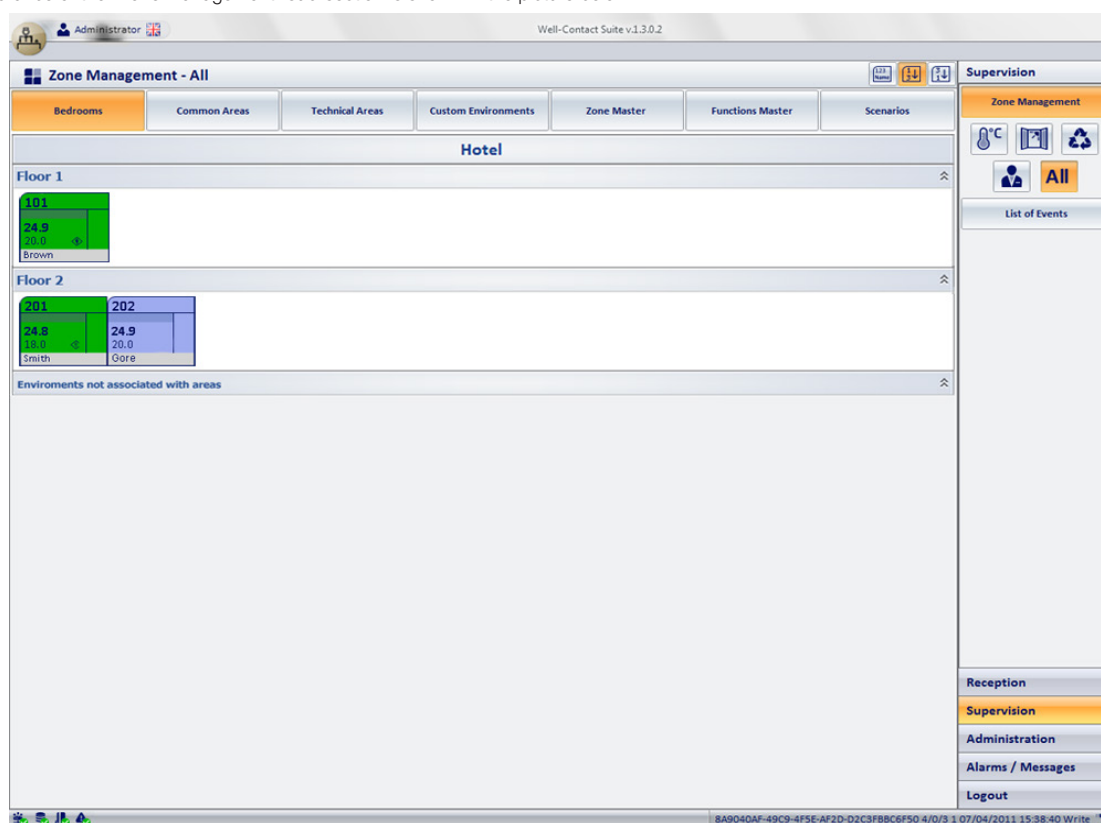 Administrator
Well-Contact Suite v.1.3.0.2
Zone Management - All
Supervision
Bedrooms
Common Areas
Technical Areas
Custom Environments
Zone Master
Functions Master
Scenarios
Zone Management
°C
All
List of Events
Hotel
Floor 1
101
24.9
20.0
Brown
Floor 2
201 202
24.8 24.9
18.0 20.0
Smith Gore
Enviroments not associated with areas
Reception
Supervision
Administration
Alarms / Messages
Logout
8A9040AF-49C9-4F5E-AF2D-D2C3FBBC6F50 4/0/3 1 07/04/2011 15:38:40 Write